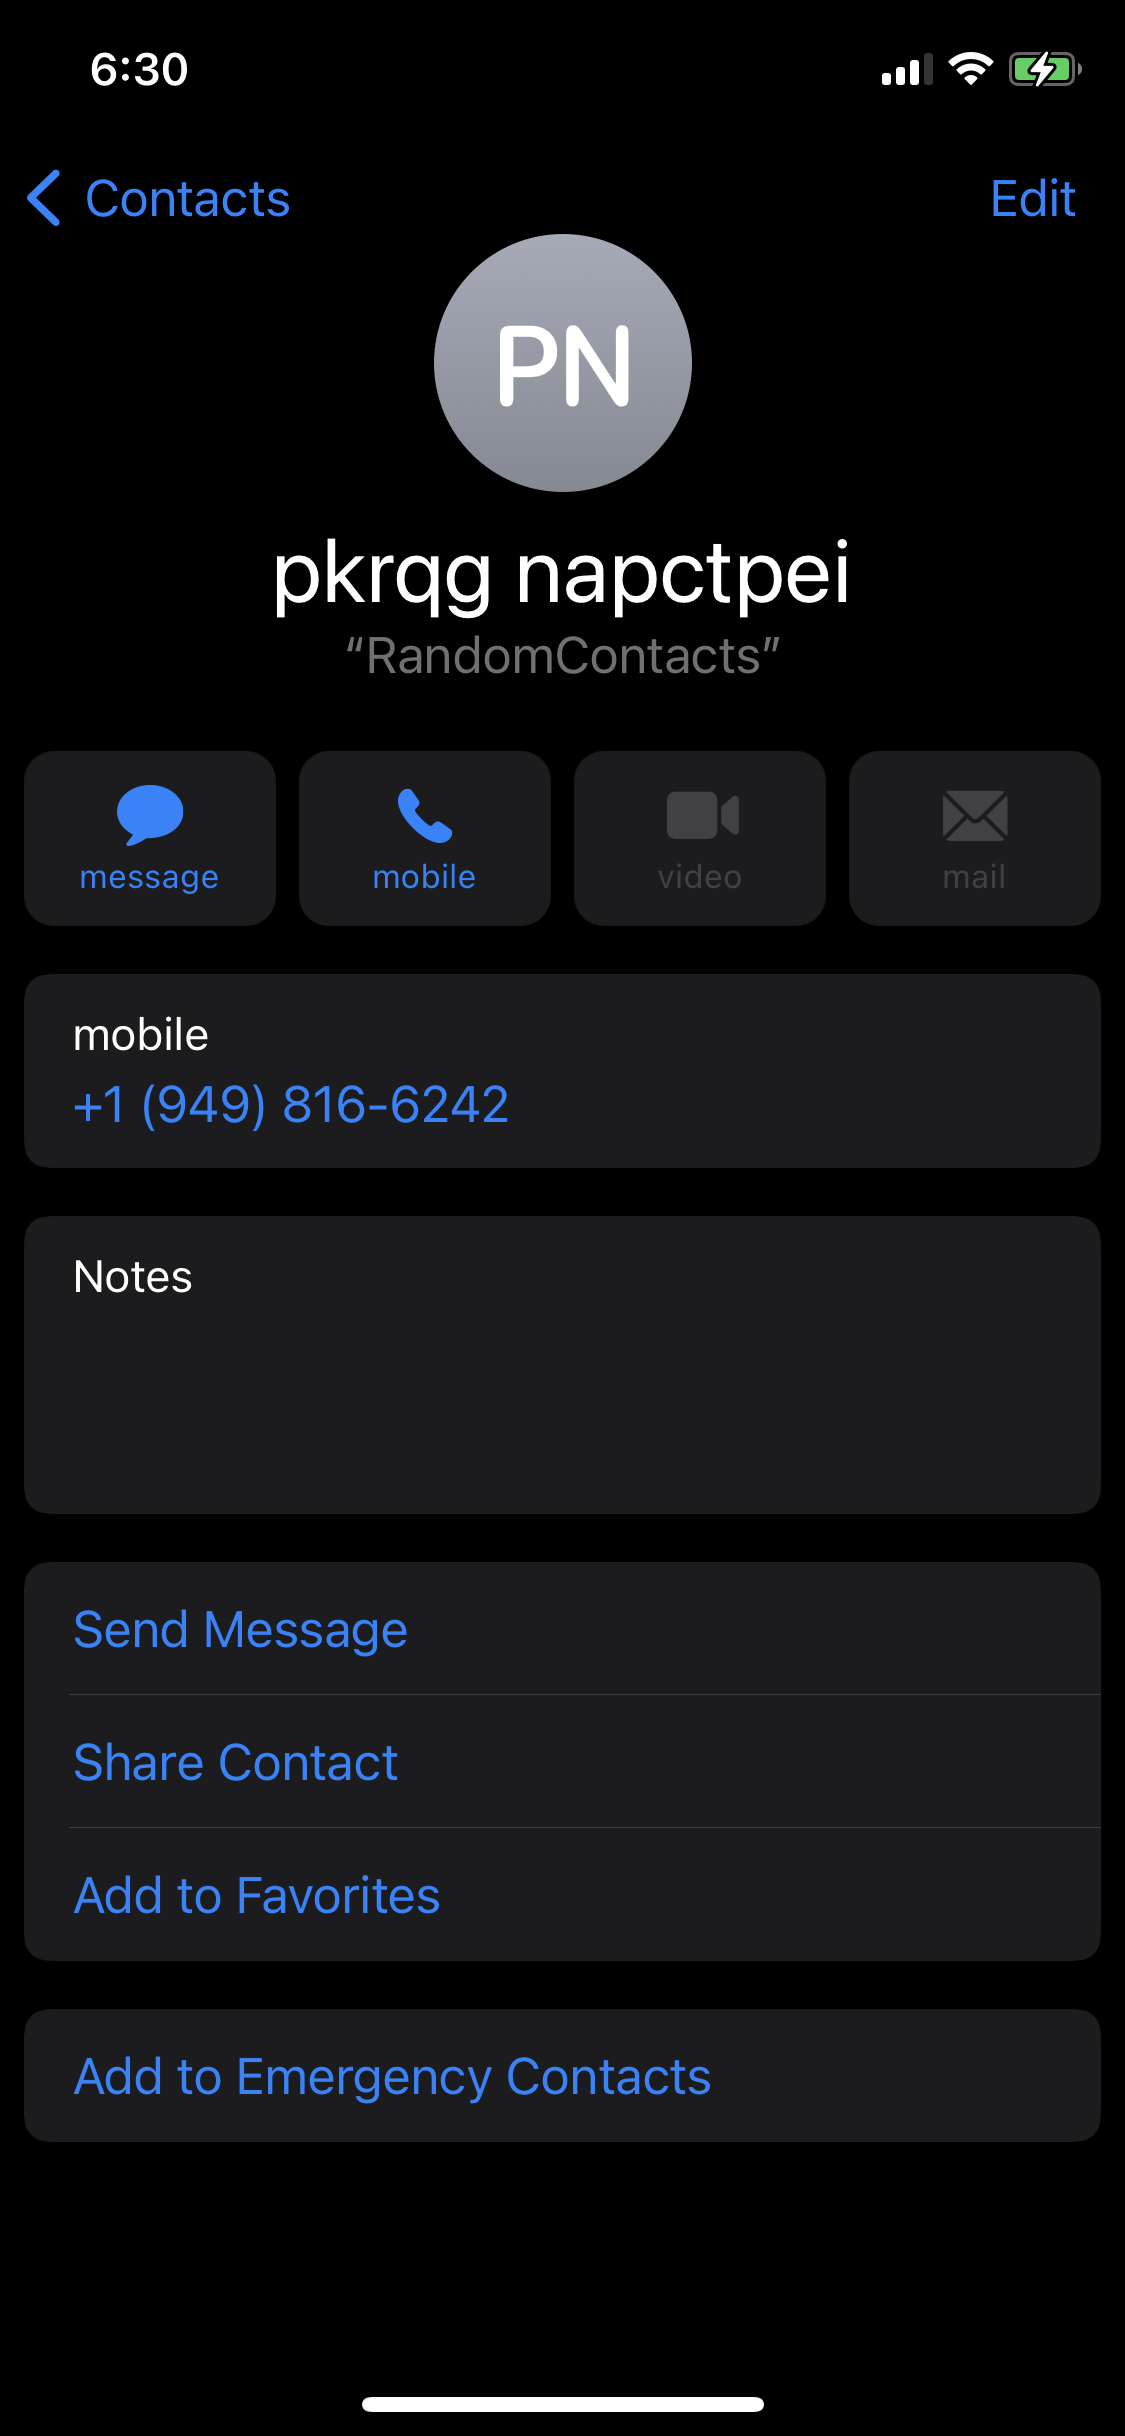 6:30
Contacts
Edit
PN
pkrqg napctpei
“RandomContacts”
message
mobile
video
mail
mobile
+1 (949) 816-6242
Notes
Send Message
Share Contact
Add to Favorites
Add to Emergency Contacts